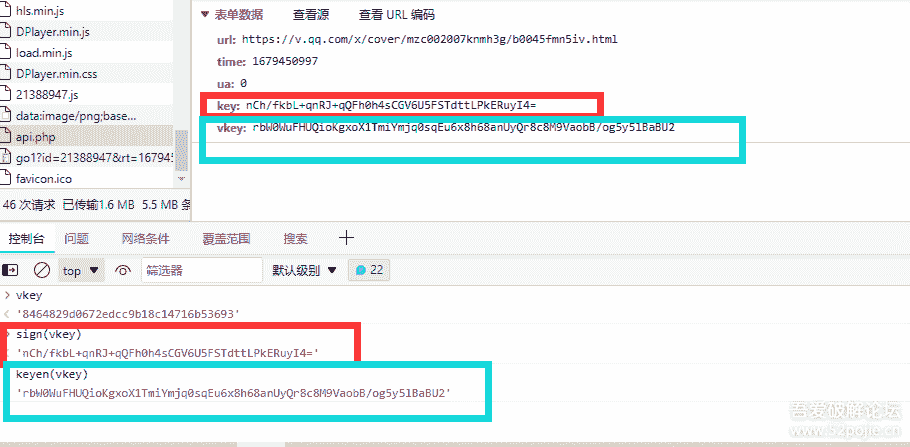 hls.min.js
DPlayer.min.js
load.min.js
DPlayer.min.css
21388947.js
data:image/png;base...
api.php
go1?id=21388947&rt=167945
favicon.ico
46 次请求 已传输1.6 MB 5.5 MB 条
表单数据 查看源 查看 URL 编码
url: https://v.qq.com/x/cover/mzc002007knmh3g/b0045fmn5iv.html
time: 1679450997
ua: 0
key: nCh/fkbL+qnRJ+qQFh0h4sCGV6U5FSTdttLPkERuyI4=
vkey: rbW0WuFHUQioKgxoX1TmiYmjq0sqEu6x8h68anUyQr8c8M9VaobB/og5y5lBaBU2
控制台 问题 网络条件 覆盖范围 搜索
top 筛选器 默认级别 22
vkey
'8464829d0672edcc9b18c14716b53693'
sign(vkey)
'nCh/fkbL+qnRJ+qQFh0h4sCGV6U5FSTdttLPkERuyI4='
keyen(vkey)
'rbW0WuFHUQioKgxoX1TmiYmjq0sqEu6x8h68anUyQr8c8M9VaobB/og5y5lBaBU2'
吾爱破解论坛
www.52pojie.cn